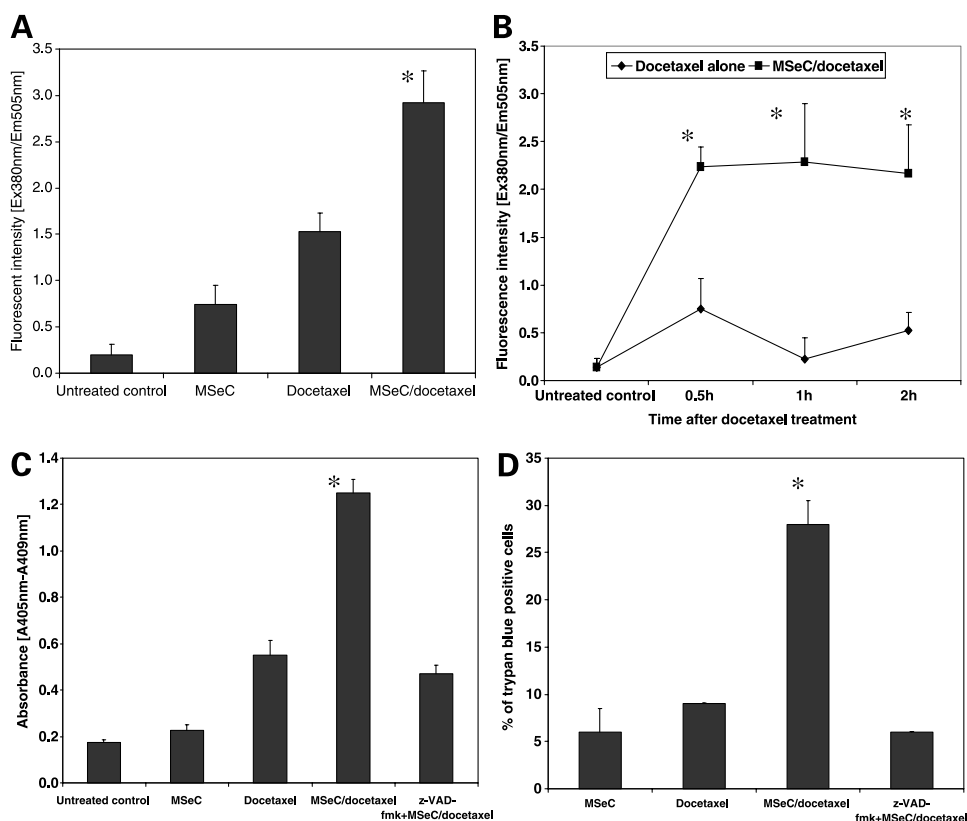 A
Fluorescent intensity [Ex380nm/Em505nm]
3.5
3.0
2.5
2.0
1.5
1.0
0.5
0.0
*
Untreated control MSeC Docetaxel MSeC/docetaxel
B
Fluorescence intensity [Ex380nm/Em505nm]
3.5
3.0
2.5
2.0
1.5
1.0
0.5
0.0
Docetaxel alone MSeC/docetaxel
* * *
Untreated control 0.5h 1h 2h
Time after docetaxel treatment
C
Absorbance [A405nm-A409nm]
1.4
1.2
1.0
0.8
0.6
0.4
0.2
0.0
*
Untreated control MSeC Docetaxel MSeC/docetaxel z-VAD-
fmk+MSeC/docetaxel
D
% of trypan blue positive cells
35
30
25
20
15
10
5
0
*
MSeC Docetaxel MSeC/docetaxel z-VAD-
fmk+MSeC/docetaxel